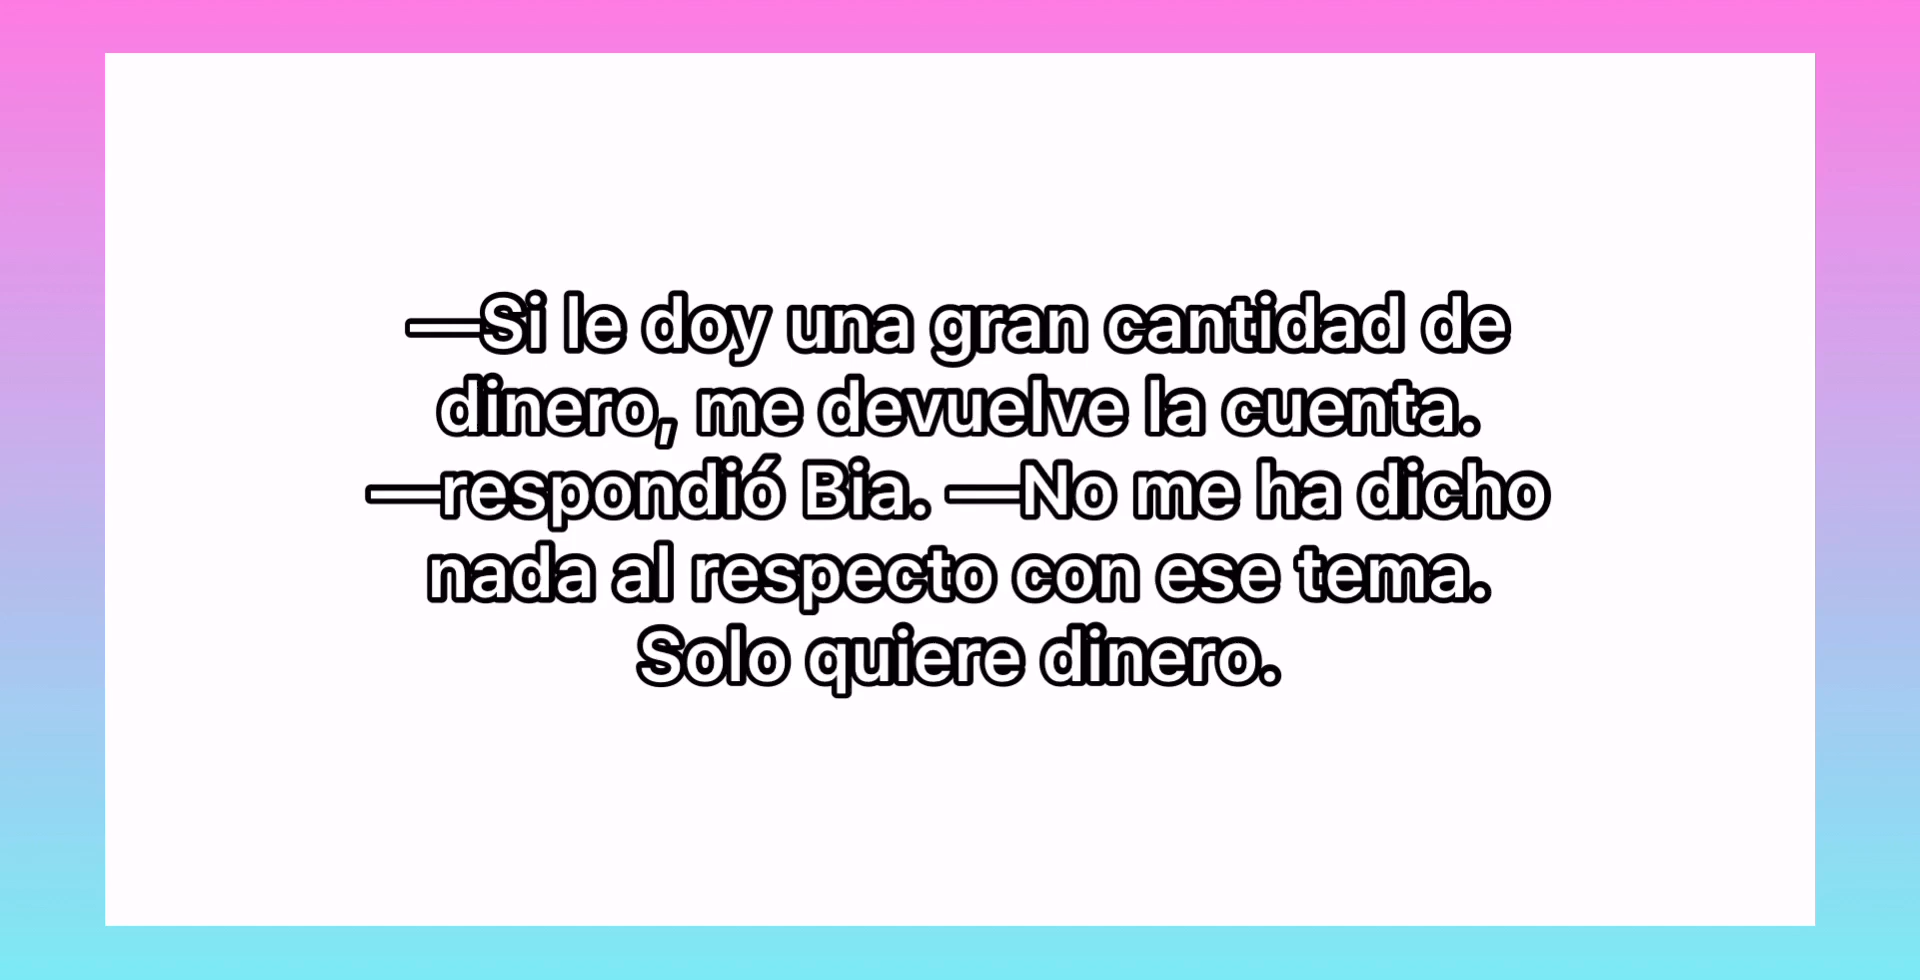 —Si le doy una gran cantidad de
dinero, me devuelve la cuenta.
—respondió Bia. —No me ha dicho
nada al respecto con ese tema.
Solo quiere dinero.